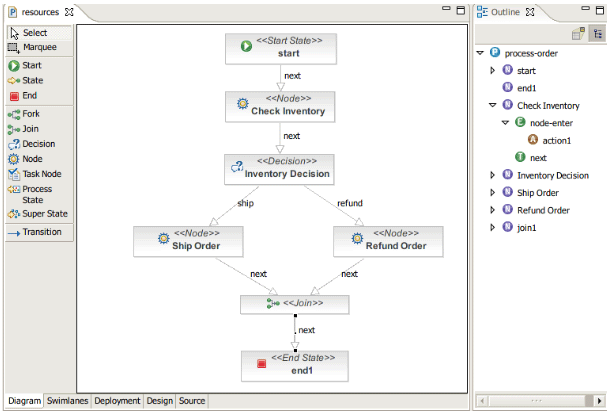 resources
Select
Marquee
Start
State
End
Fork
Join
Decision
Node
Task Node
Process
State
Super State
Transition
<<Start State>>
start
next
<<Node>>
Check Inventory
next
<<Decision>>
Inventory Decision
ship
refund
<<Node>>
Ship Order
<<Node>>
Refund Order
next
next
<<Join>>
next
<<End State>>
end1
Diagram Swimlanes Deployment Design Source
Outline
process-order
start
end1
Check Inventory
node-enter
action1
next
Inventory Decision
Ship Order
Refund Order
join1